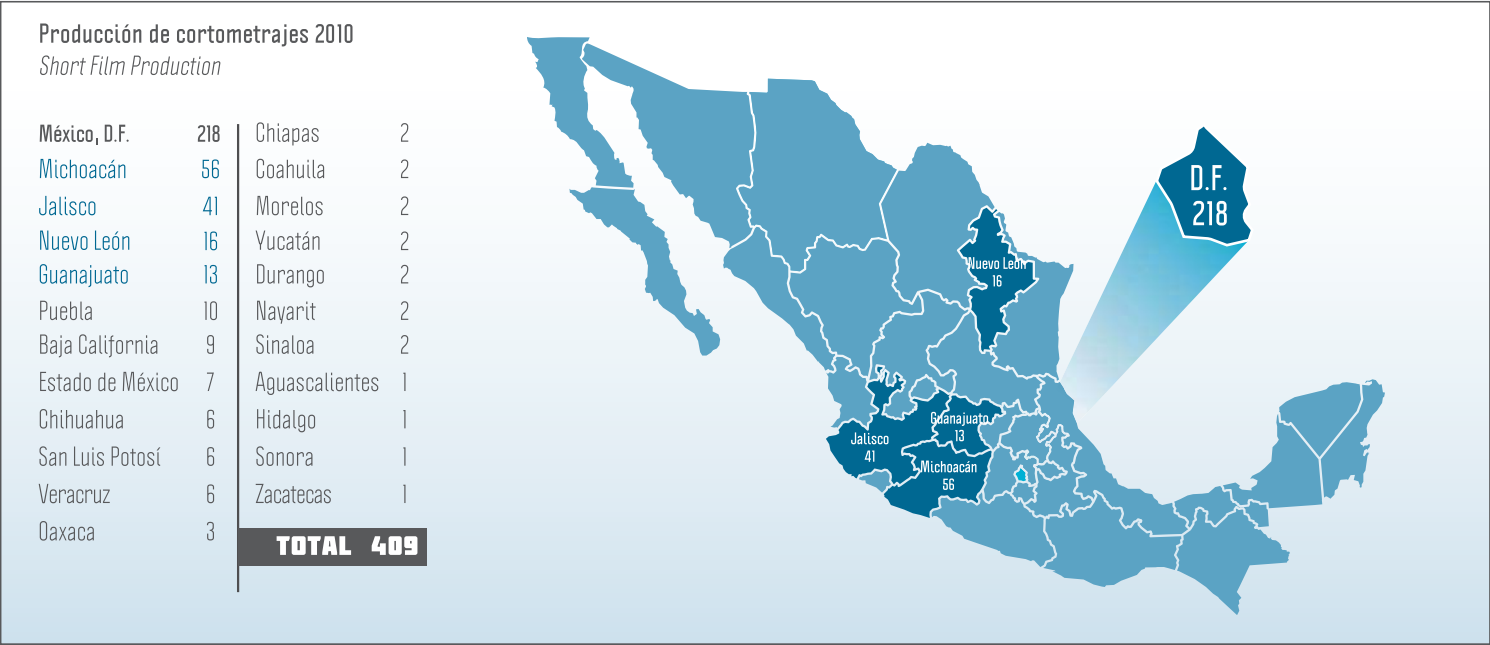 Producción de cortometrajes 2010
Short Film Production
México, D.F. 218
Michoacán 56
Jalisco 41
Nuevo León 16
Guanajuato 13
Puebla 10
Baja California 9
Estado de México 7
Chihuahua 6
San Luis Potosí 6
Veracruz 6
Oaxaca 3
Chiapas 2
Coahuila 2
Morelos 2
Yucatán 2
Durango 2
Nayarit 2
Sinaloa 2
Aguascalientes 1
Hidalgo 1
Sonora 1
Zacatecas 1
TOTAL 409
D.F.
218
Nuevo León
16
Guanajuato
13
Jalisco
41
Michoacán
56